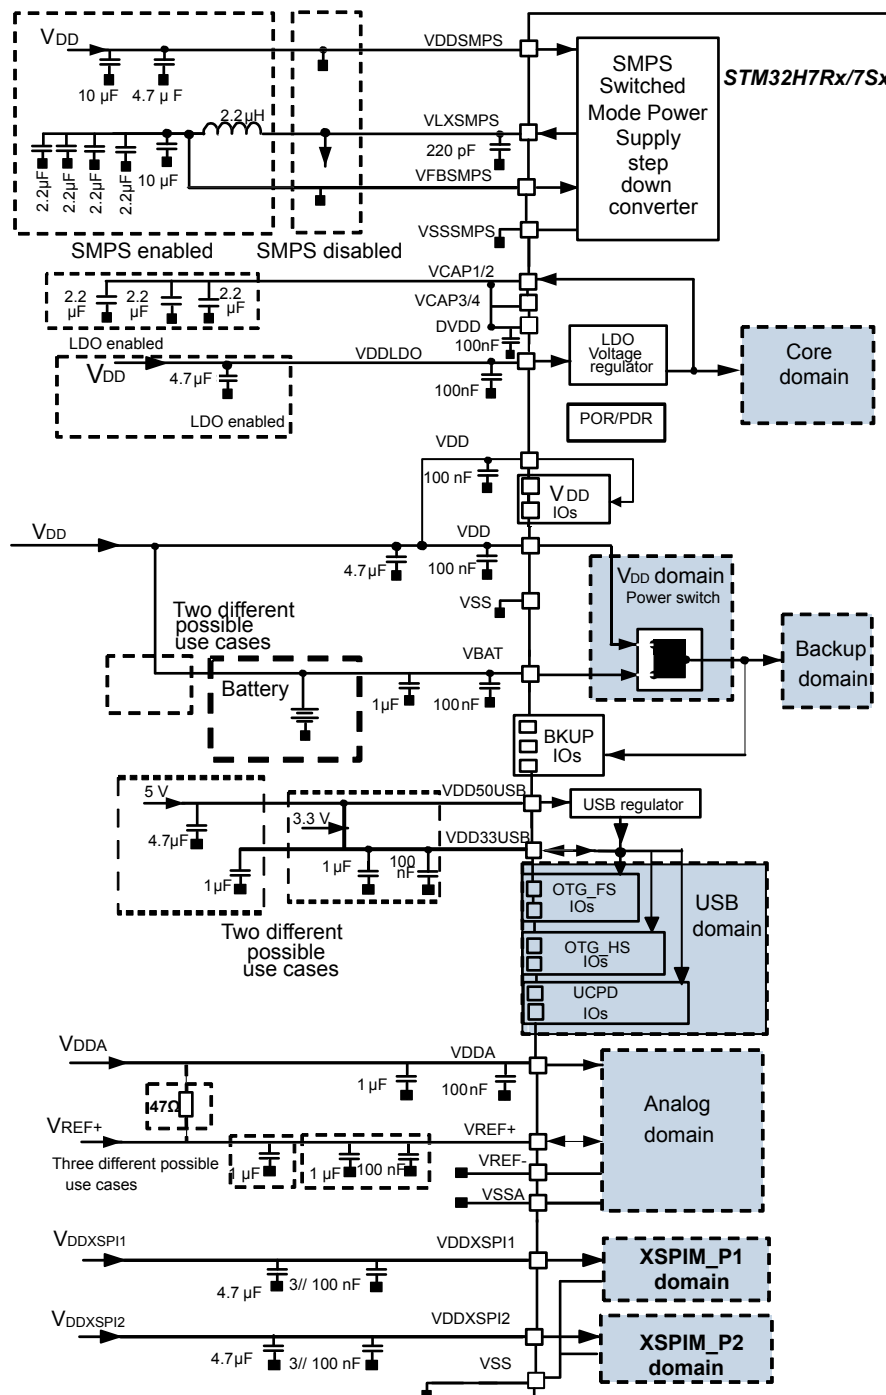 VDD
VDDSMPS
SMPS
Switched
Mode Power
Supply
step
down
converter
STM32H7Rx/7Sx
10 µF
4.7 µ F
2.2µH
VLXSMPS
220 pF
VFBSMPS
2.2µF
2.2µF
2.2µF
2.2µF
10 µF
VSSSMPS
SMPS enabled
SMPS disabled
VCAP1/2
2.2
µF
2.2
µF
2.2
µF
VCAP3/4
DVDD
100nF
LDO enabled
VDD
VDDLDO
4.7µF
100nF
LDO enabled
LDO
Voltage
regulator
Core
domain
POR/PDR
VDD
100 nF
VDD
IOs
VDD
VDD
4.7µF
100 nF
VDD domain
Power switch
VSS
Two different
possible
use cases
VBAT
Battery
1µF
100nF
Backup
domain
BKUP
IOs
5 V
VDD50USB
USB regulator
3.3 V
4.7µF
VDD33USB
1µF
1µF
100
nF
OTG_FS
IOs
USB
domain
OTG_HS
IOs
UCPD
IOs
Two different
possible
use cases
VDDA
VDDA
1 µF
100nF
47Ω
Analog
domain
VREF+
VREF+
Three different possible
use cases
1 µF
1 µF
100 nF
VREF-
VSSA
VDDXSPI1
VDDXSPI1
4.7 µF
3// 100 nF
XSPIM_P1
domain
VDDXSPI2
VDDXSPI2
4.7µF
3// 100 nF
XSPIM_P2
domain
VSS